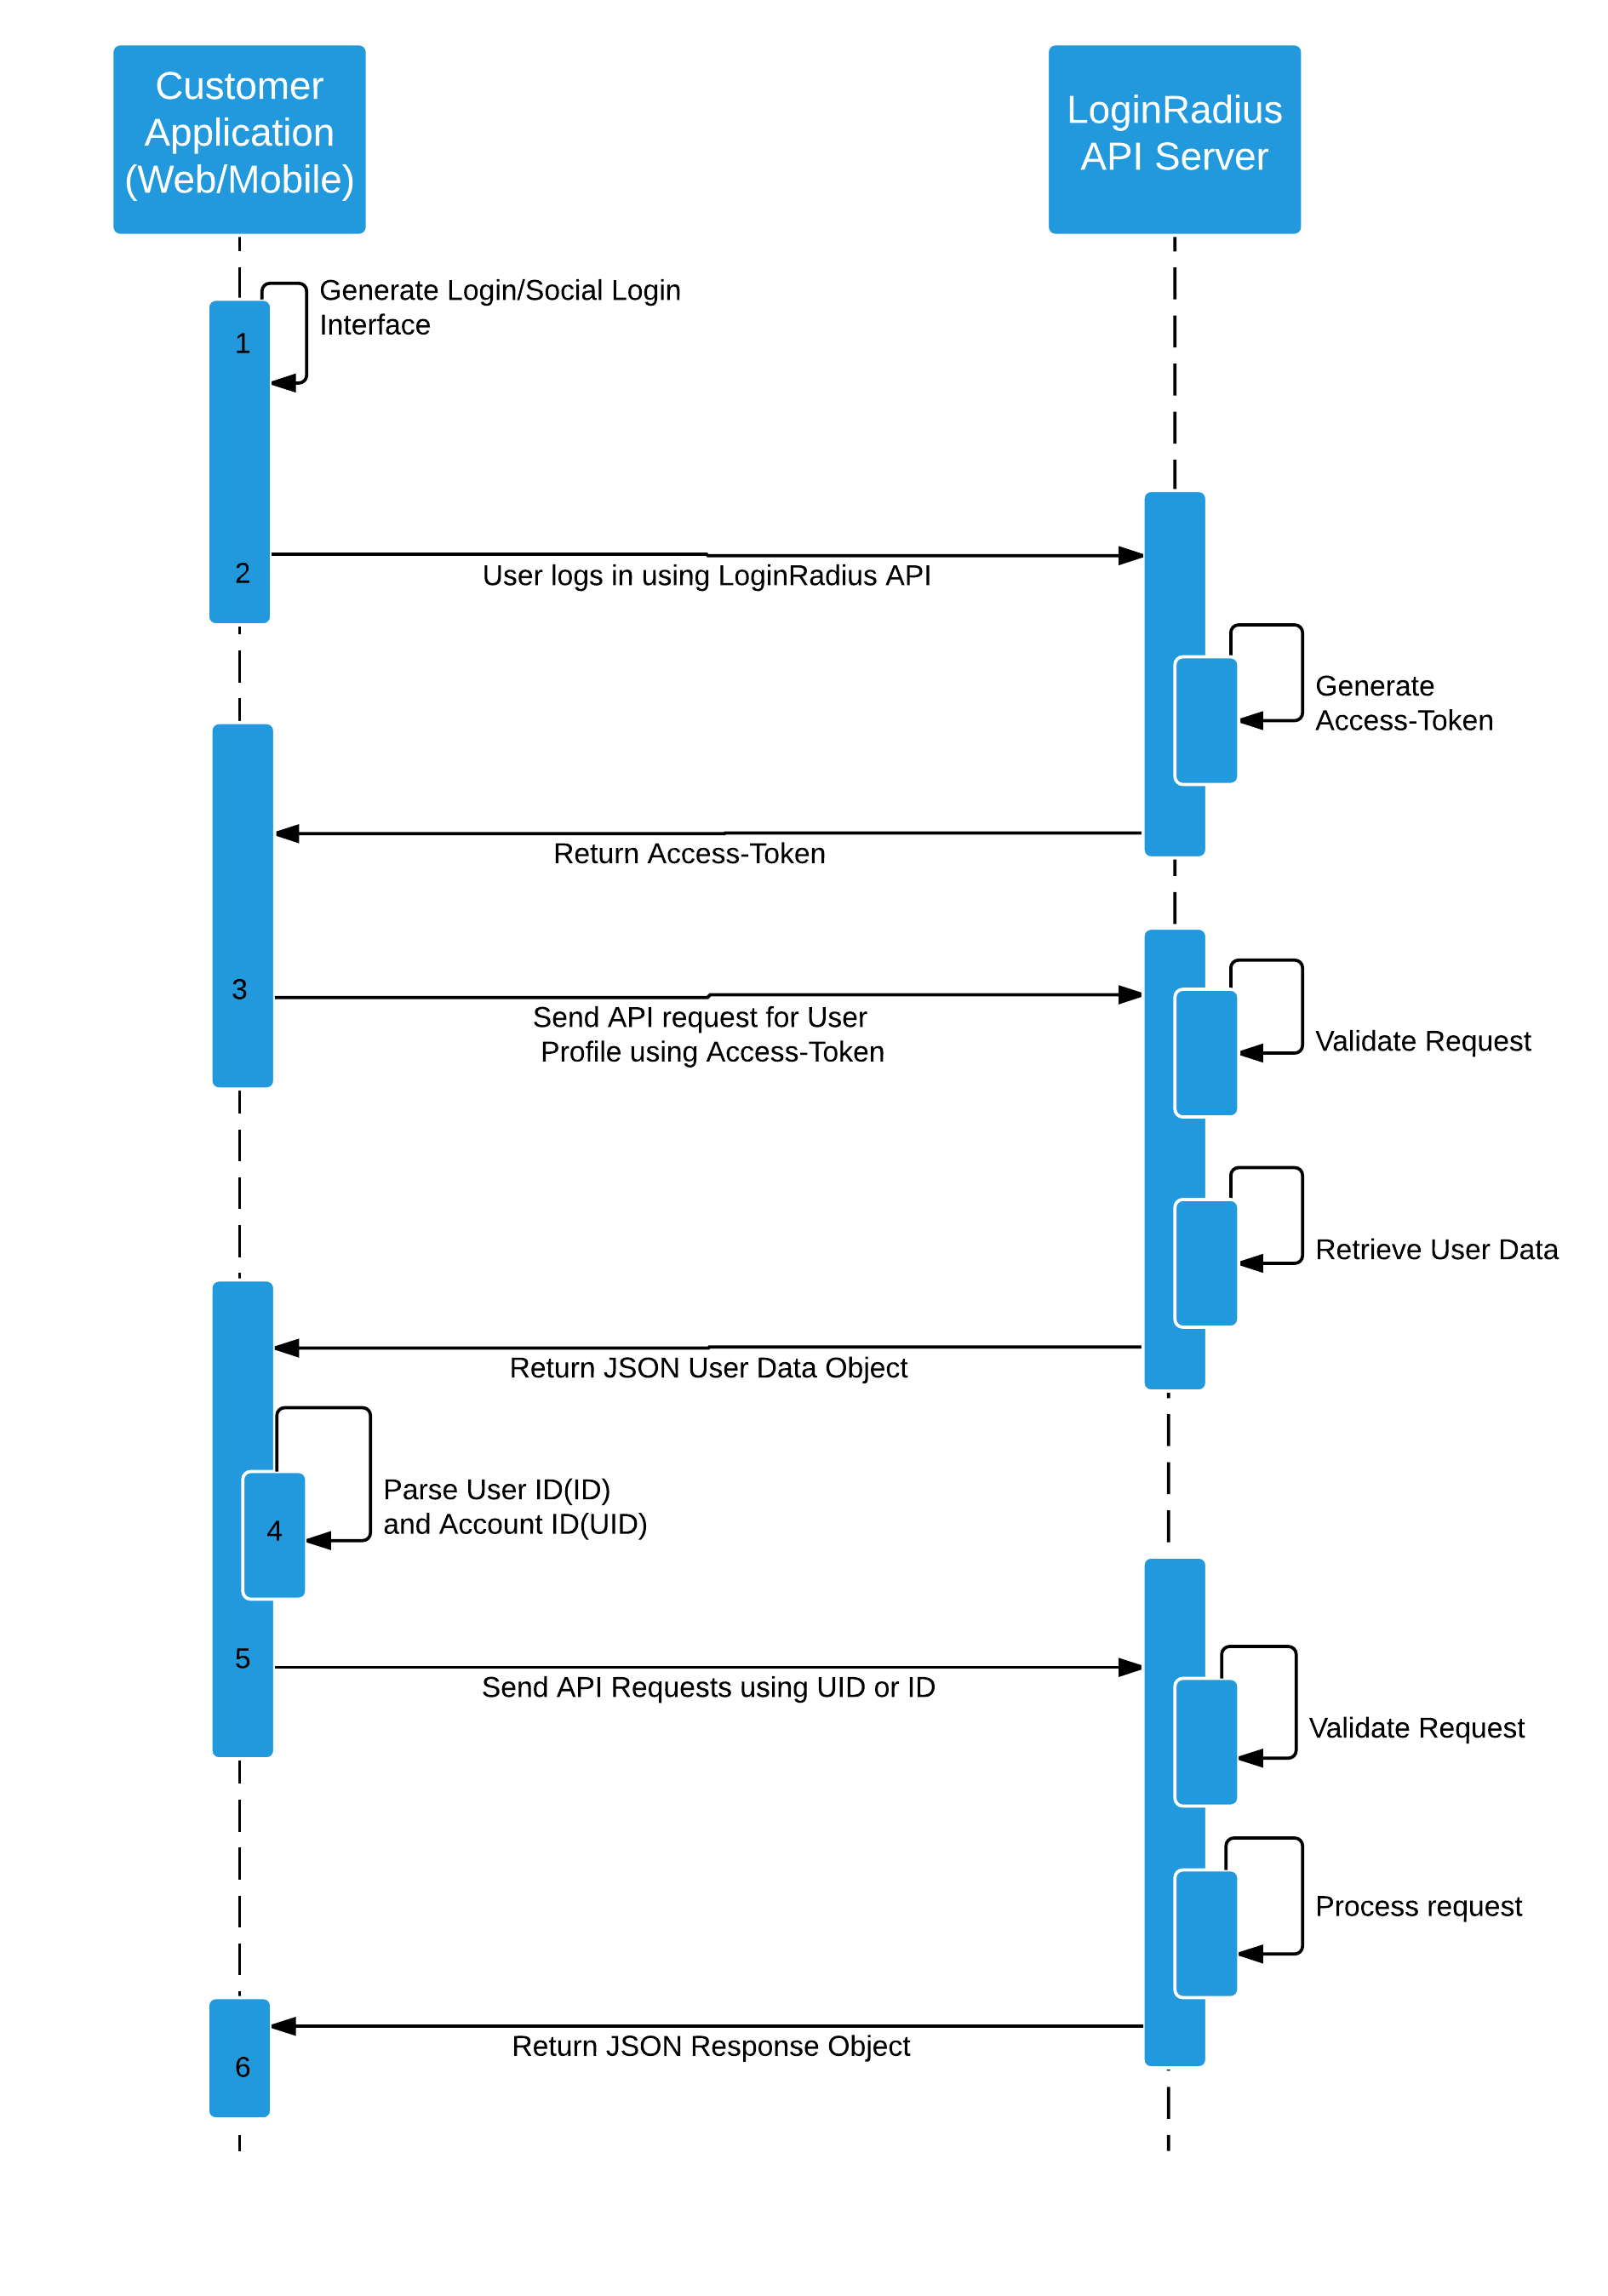 Customer
Application
(Web/Mobile)
LoginRadius
API Server
Generate Login/Social Login
Interface
1
2
User logs in using LoginRadius API
Generate
Access-Token
Return Access-Token
3
Send API request for User
Profile using Access-Token
Validate Request
Retrieve User Data
Return JSON User Data Object
Parse User ID(ID)
and Account ID(UID)
4
5
Send API Requests using UID or ID
Validate Request
Process request
Return JSON Response Object
6